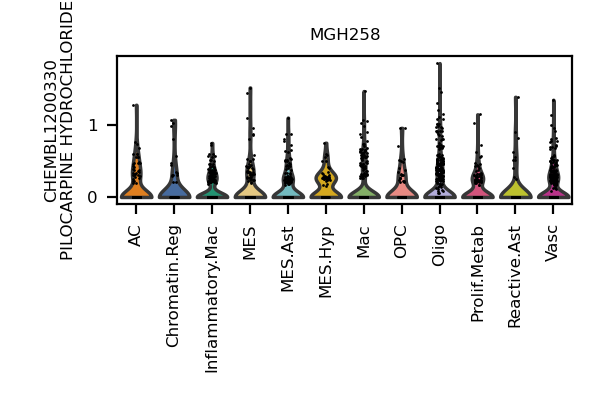 MGH258
CHEMBL1200330
PILOCARPINE HYDROCHLORIDE
1
0
AC
Chromatin.Reg
Inflammatory.Mac
MES
MES.Ast
MES.Hyp
Mac
OPC
Oligo
Prolif.Metab
Reactive.Ast
Vasc